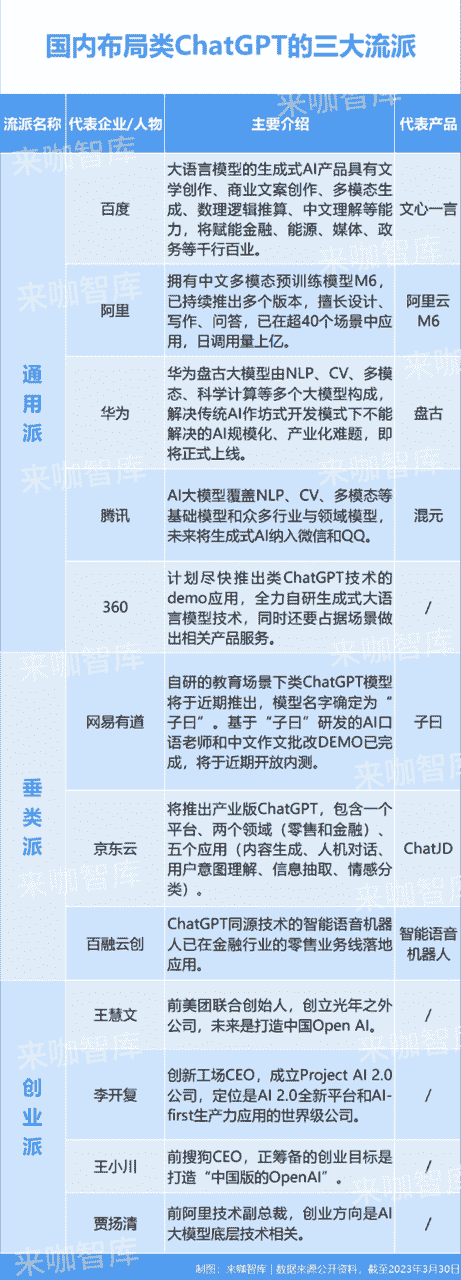 国内布局类ChatGPT的三大流派
流派名称 代表企业/人物 主要介绍 代表产品
通用派
百度
大语言模型的生成式AI产品具有文
学创作、商业文案创作、多模态生
成、数理逻辑推算、中文理解等能
力，将赋能金融、能源、媒体、政
务等千行百业。
文心一言
阿里
拥有中文多模态预训练模型M6，
已持续推出多个版本，擅长设计、
写作、问答，已在超40个场景中应
用，日调用量上亿。
阿里云
M6
华为
华为盘古大模型由NLP、CV、多模
态、科学计算等多个大模型构成，
解决传统AI作坊式开发模式下不能
解决的AI规模化、产业化难题，即
将正式上线。
盘古
腾讯
AI大模型覆盖NLP、CV、多模态等
基础模型和众多行业与领域模型，
未来将生成式AI纳入微信和QQ。
混元
360
计划尽快推出类ChatGPT技术的
demo应用，全力自研生成式大语
言模型技术，同时还要占据场景做
出相关产品服务。
/
垂类派
网易有道
自研的教育场景下类ChatGPT模型
将于近期推出，模型名字确定为“
子曰”。基于“子曰”研发的AI口
语老师和中文作文批改DEMO已完
成，将于近期开放内测。
子曰
京东云
将推出产业版ChatGPT，包含一个
平台、两个领域（零售和金融）、
五个应用（内容生成、人机对话、
用户意图理解、信息抽取、情感分
类）。
ChatJD
百融云创
ChatGPT同源技术的智能语音机器
人已在金融行业的零售业务线落地
应用。
智能语音
机器人
创业派
王慧文
前美团联合创始人，创立光年之外
公司，未来是打造中国Open AI。
/
李开复
创新工场CEO，成立Project AI 2.0
公司，定位是AI 2.0全新平台和AI-
first生产力应用的世界级公司。
/
王小川
前搜狗CEO，正筹备的创业目标是
打造“中国版的OpenAI”。
/
贾扬清
前阿里技术副总裁，创业方向是AI
大模型底层技术相关。
/
制图：来咖智库 | 数据来源公开资料，截至2023年3月30日
来咖智库